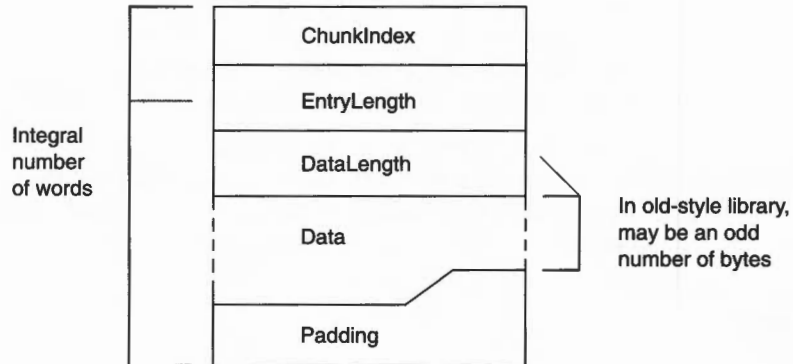 ChunkIndex
EntryLength
Integral
number
of words
DataLength
Data
In old-style library,
may be an odd
number of bytes
Padding